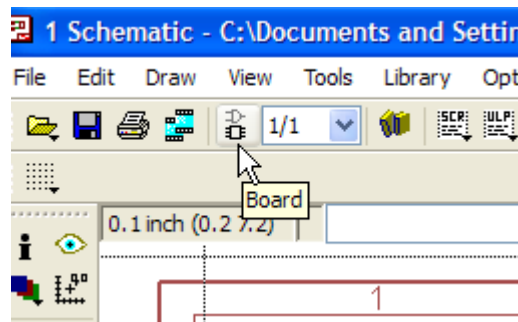 1 Schematic - C:\Documents and Settin
File Edit Draw View Tools Library Opt
1/1 SCR ULP
Board
0.1 inch (0.2 7.2)
1